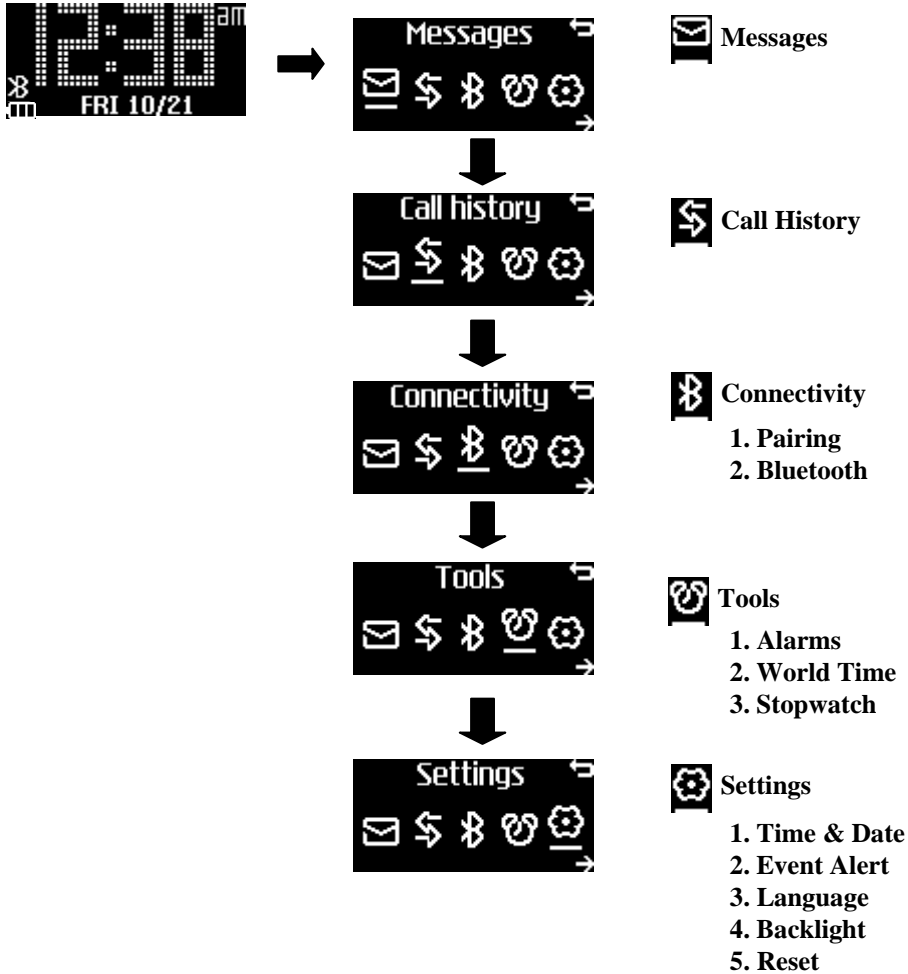 12:38 am
FRI 10/21
Messages
Messages
Call history
Call History
Connectivity
Connectivity
1. Pairing
2. Bluetooth
Tools
Tools
1. Alarms
2. World Time
3. Stopwatch
Settings
Settings
1. Time & Date
2. Event Alert
3. Language
4. Backlight
5. Reset